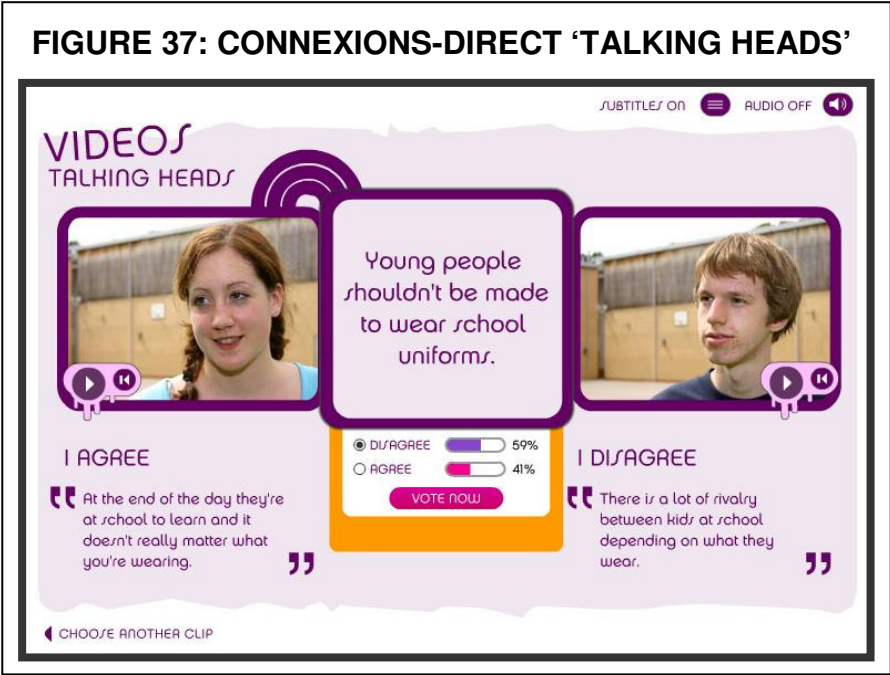 FIGURE 37: CONNEXIONS-DIRECT ‘TALKING HEADS’
SUBTITLES ON
AUDIO OFF
VIDEOS
TALKING HEADS
Young people
shouldn't be made
to wear school
uniforms.
DISAGREE 59%
AGREE 41%
VOTE NOW
I AGREE
" At the end of the day they're
at school to learn and it
doesn't really matter what
you're wearing. "
I DISAGREE
" There is a lot of rivalry
between kids at school
depending on what they
wear. "
CHOOSE ANOTHER CLIP